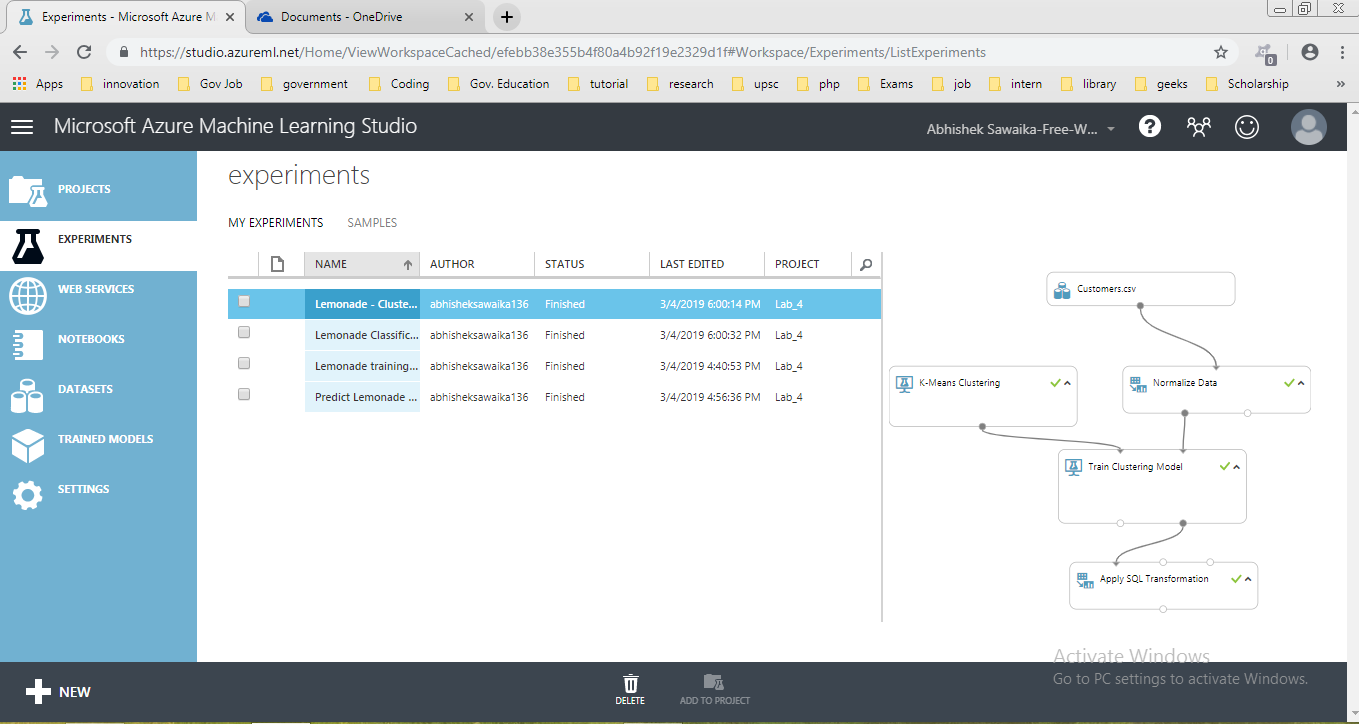 Experiments - Microsoft Azure M
Documents - OneDrive
https://studio.azureml.net/Home/ViewWorkspaceCached/efebb38e355b4f80a4b92f19e2329d1f#Workspace/Experiments/ListExperiments
0
Apps innovation Gov Job government Coding Gov. Education tutorial research upsc php Exams job intern library geeks Scholarship »
Microsoft Azure Machine Learning Studio
Abhishek Sawaika-Free-W...
?
PROJECTS
EXPERIMENTS
WEB SERVICES
NOTEBOOKS
DATASETS
TRAINED MODELS
SETTINGS
experiments
MY EXPERIMENTS SAMPLES
NAME AUTHOR STATUS LAST EDITED PROJECT
Lemonade - Cluste... abhisheksawaika136 Finished 3/4/2019 6:00:14 PM Lab_4
Lemonade Classific... abhisheksawaika136 Finished 3/4/2019 6:00:32 PM Lab_4
Lemonade training... abhisheksawaika136 Finished 3/4/2019 4:40:53 PM Lab_4
Predict Lemonade ... abhisheksawaika136 Finished 3/4/2019 4:56:36 PM Lab_4
Customers.csv
K-Means Clustering
Normalize Data
Train Clustering Model
Apply SQL Transformation
Activate Windows
Go to PC settings to activate Windows.
NEW
DELETE
ADD TO PROJECT